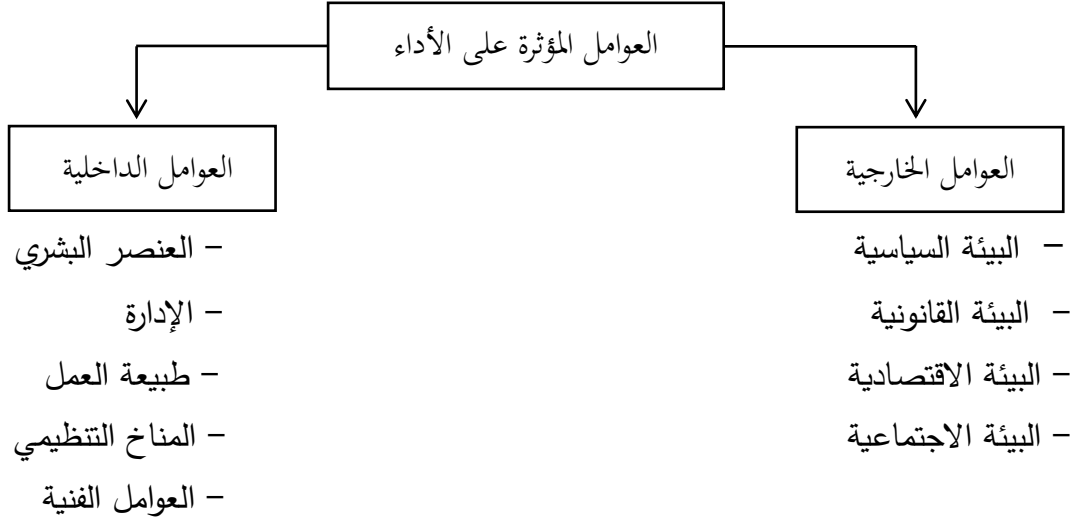 العوامل المؤثرة على الأداء
العوامل الخارجية
– البيئة السياسية
– البيئة القانونية
– البيئة الاقتصادية
– البيئة الاجتماعية
العوامل الداخلية
– العنصر البشري
– الإدارة
– طبيعة العمل
– المناخ التنظيمي
– العوامل الفنية